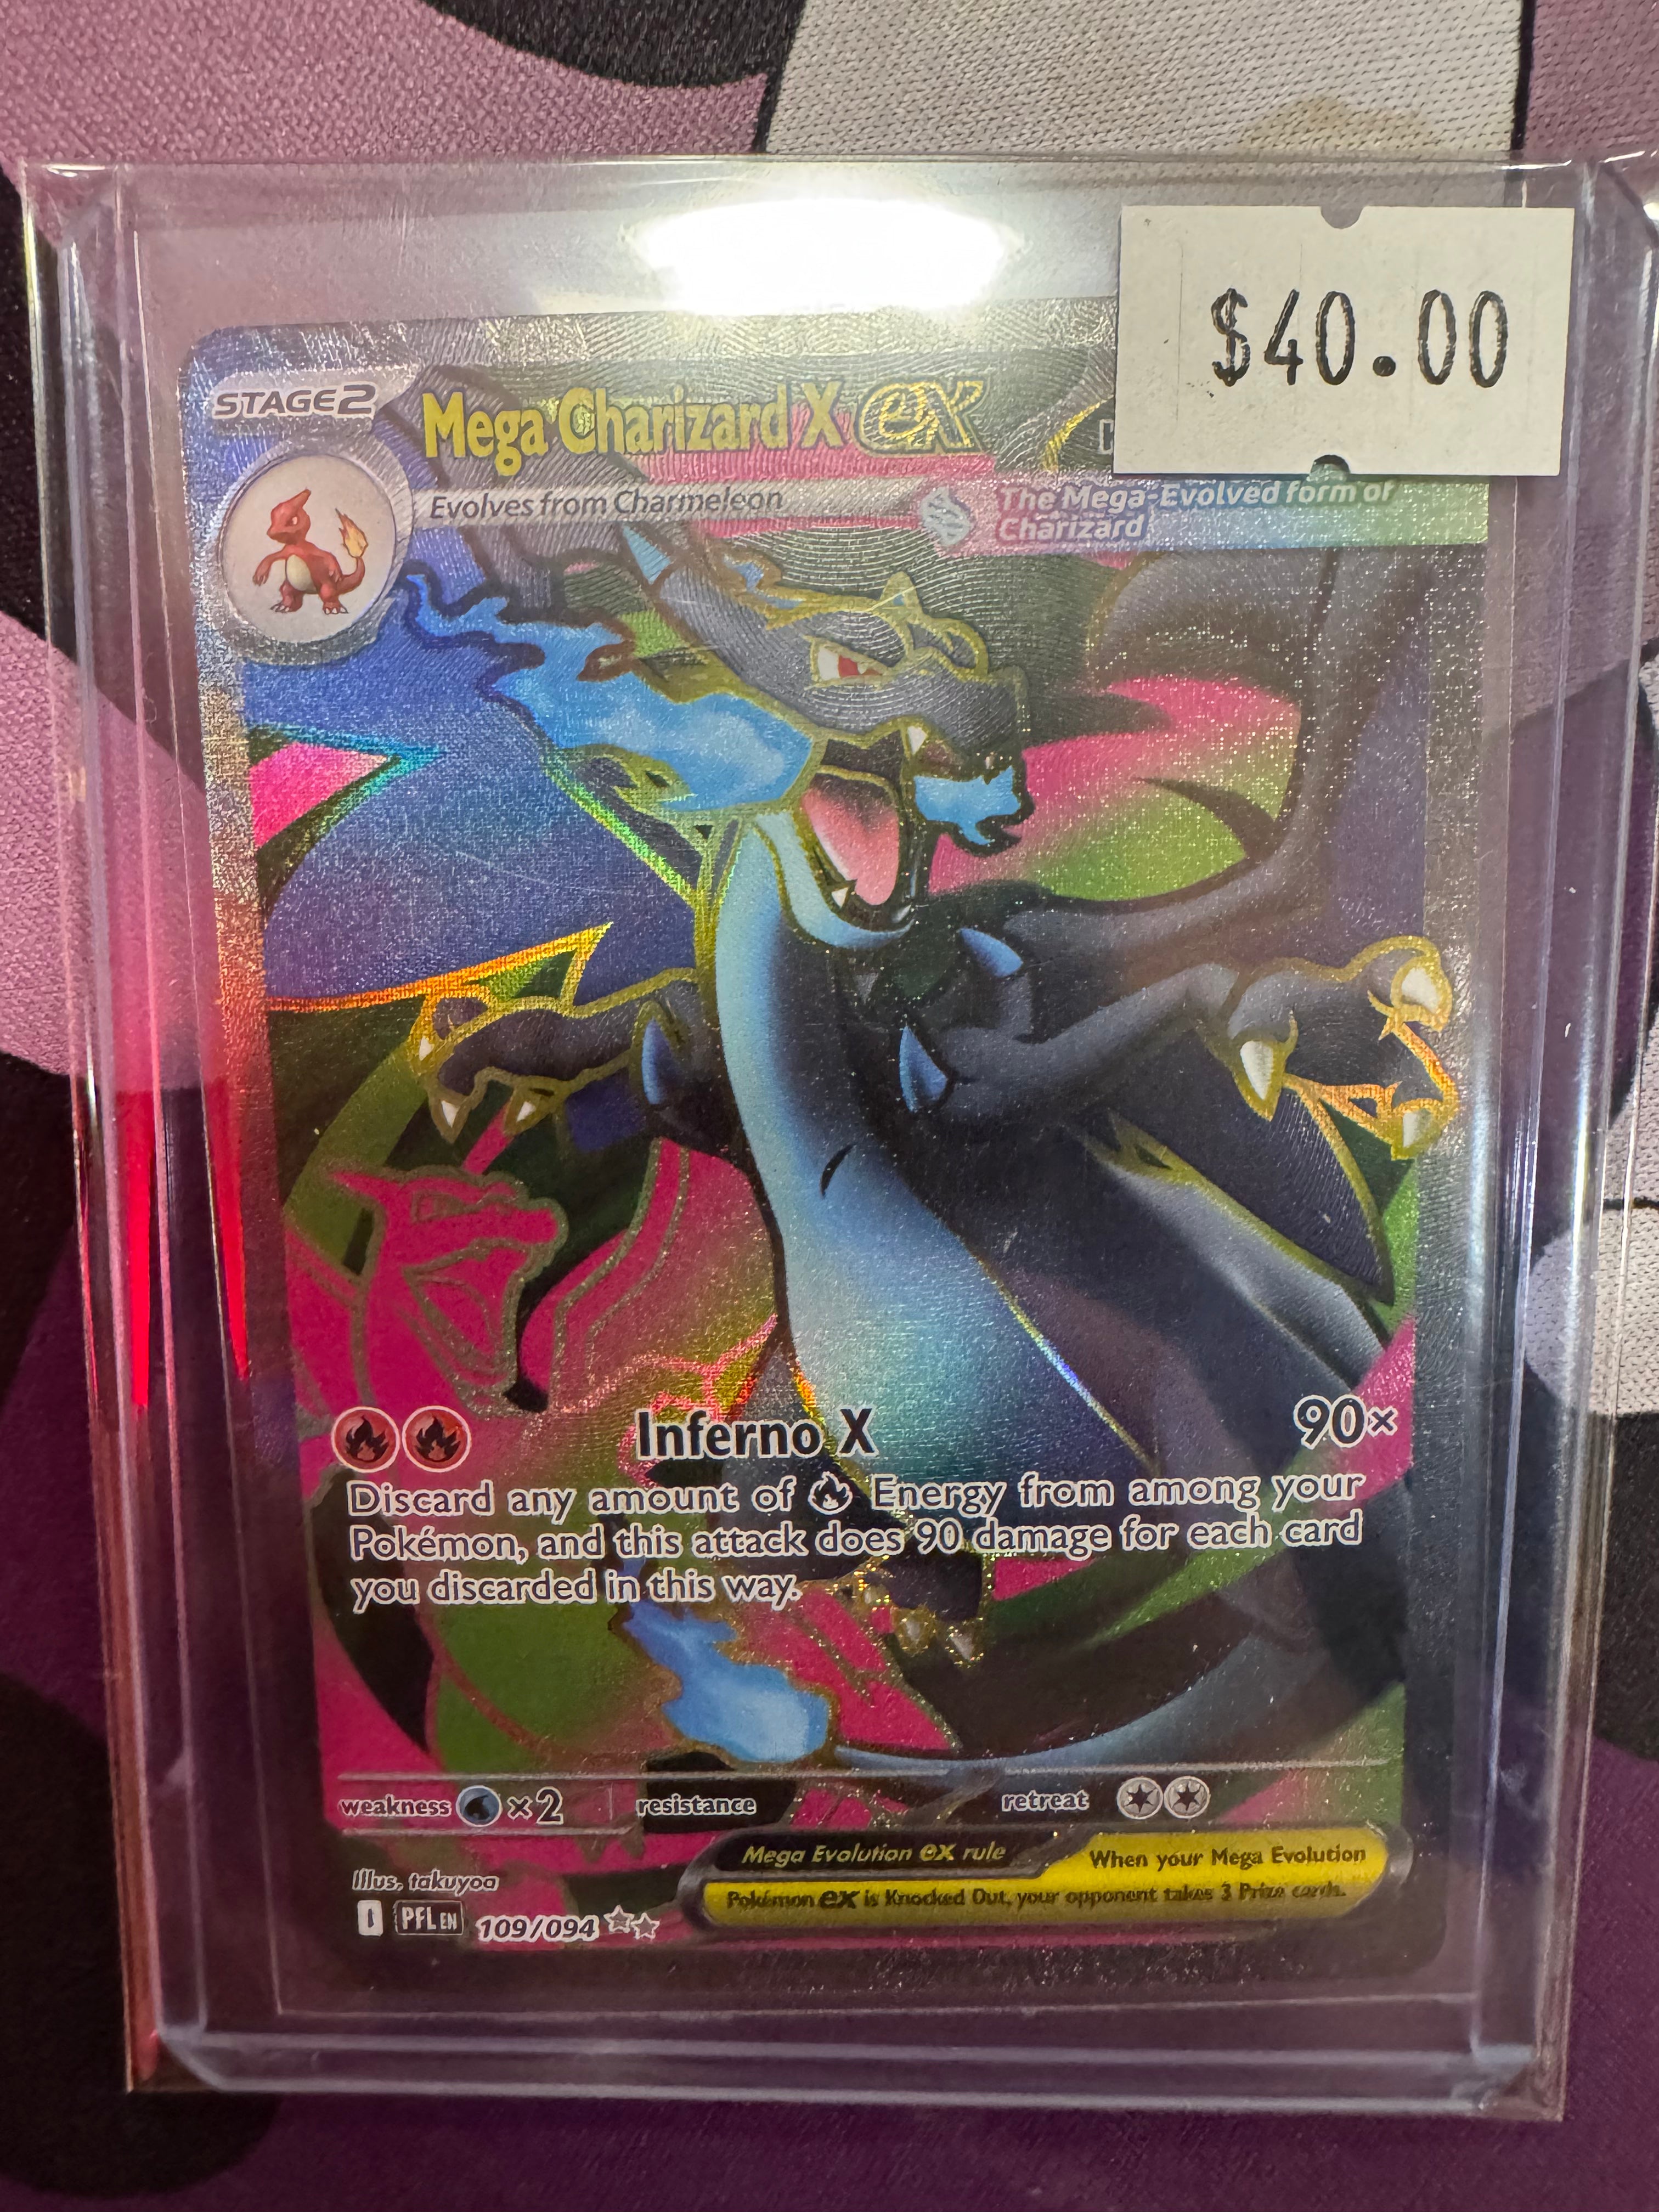 $40.00
STAGE2
Mega Charizard X ex
Evolves from Charmeleon
The Mega-Evolved form of
Charizard
Inferno X
90×
Discard any amount of Energy from among your
Pokémon, and this attack does 90 damage for each card
you discarded in this way.
weakness ×2
resistance
retreat
Mega Evolution ex rule
When your Mega Evolution
Pokémon ex is Knocked Out, your opponent takes 3 Prize cards.
Illus. takuyoa
I PFL EN 109/094